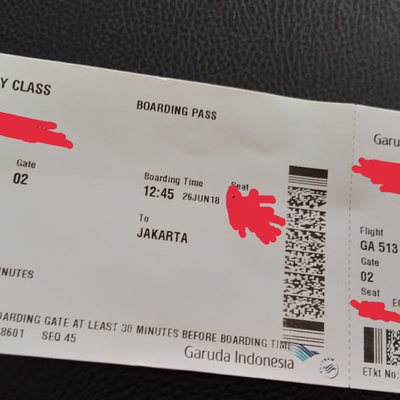 Y CLASS
BOARDING PASS
Gate
02
Boarding Time
12:45 26JUN18
Seat
To
JAKARTA
INUTES
OARDING GATE AT LEAST 30 MINUTES BEFORE BOARDING TIME
8601 SEQ 45
Garuda Indonesia
Garud
Flight
GA 513
Gate
02
Seat
ETkt No: